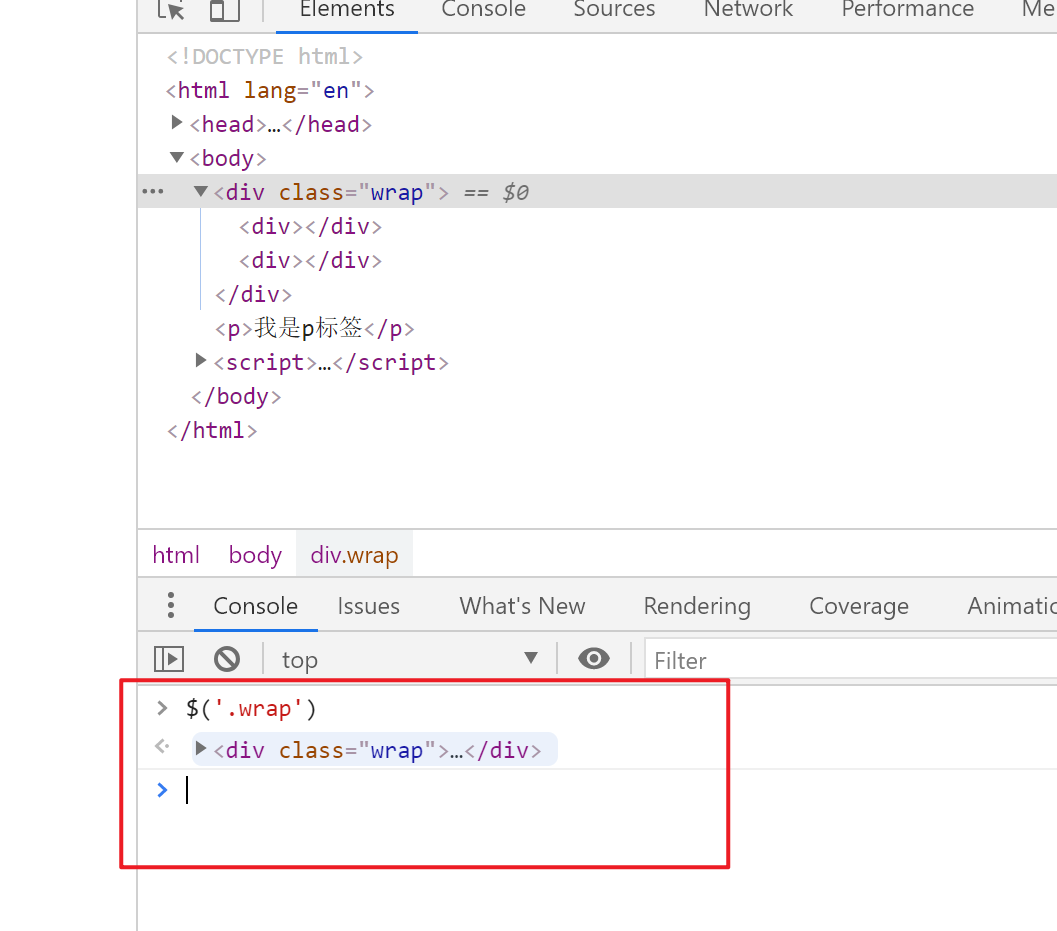 Elements Console Sources Network Performance Me
<!DOCTYPE html>
<html lang="en">
<head>…</head>
<body>
<div class="wrap"> == $0
<div></div>
<div></div>
</div>
<p>我是p标签</p>
<script>…</script>
</body>
</html>
html body div.wrap
Console Issues What's New Rendering Coverage Animatio
top Filter
> $('.wrap')
<div class="wrap">…</div>
>